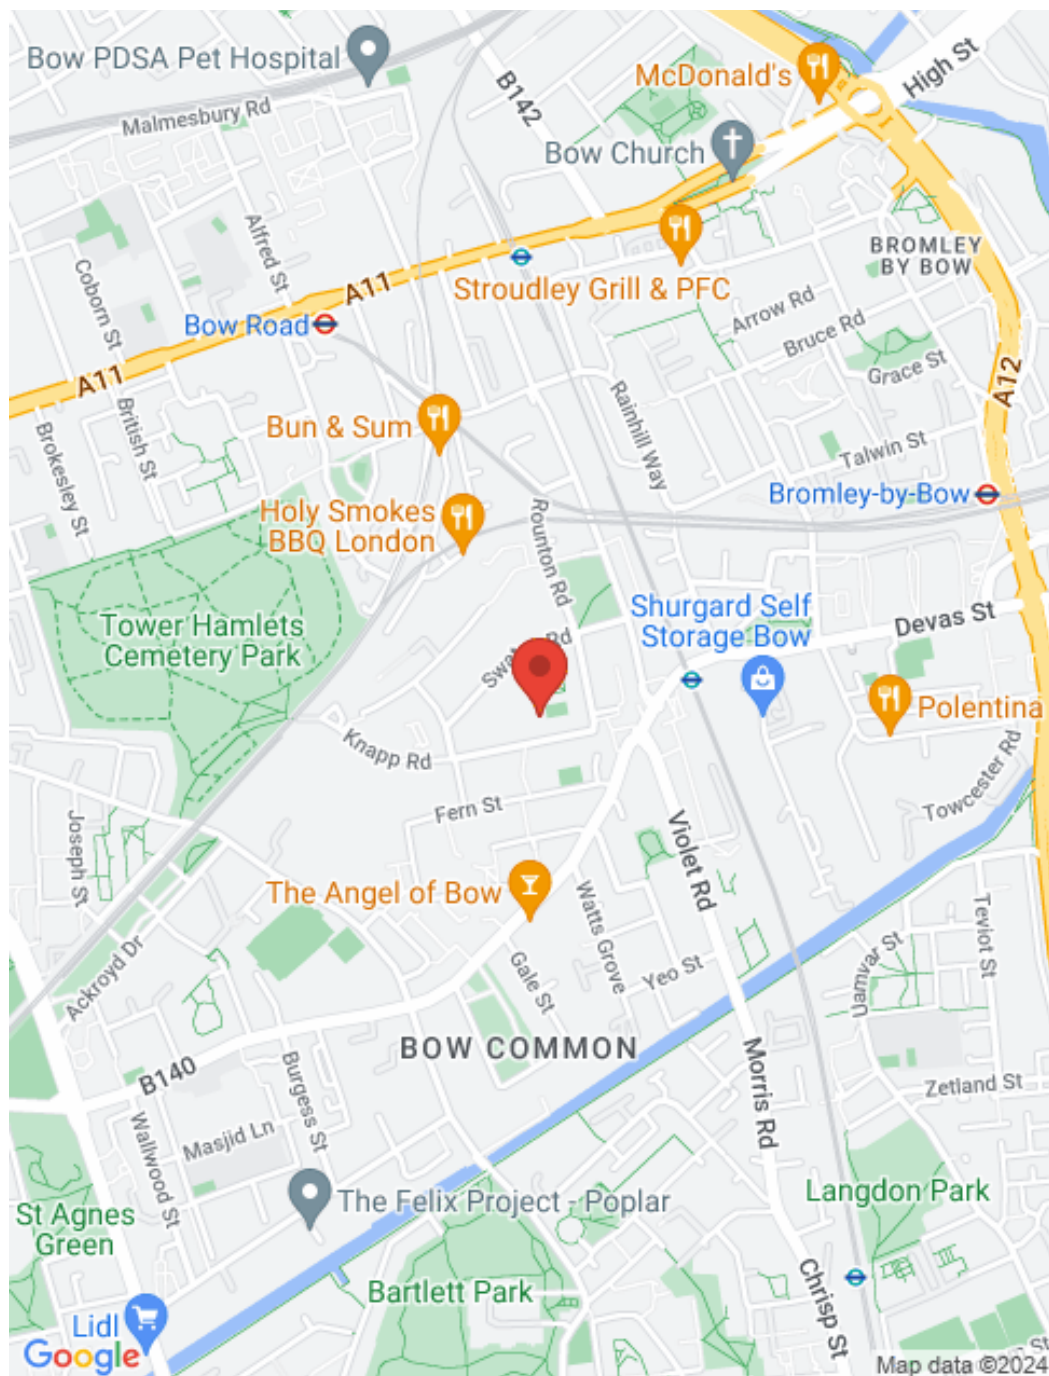 Bow PDSA Pet Hospital
McDonald's
High St
B142
Malmesbury Rd
Bow Church
Alfred St
BROMLEY
BY BOW
Coborn St
A11
Stroudley Grill & PFC
Arrow Rd
Bow Road
Bruce Rd
Grace St
A12
A11
British St
Rainhill Way
Brokesley St
Bun & Sum
Talwin St
Bromley-by-Bow
Holy Smokes
BBQ London
Rounton Rd
Shurgard Self
Storage Bow
Devas St
Tower Hamlets
Cemetery Park
Rd
Polentina
Knapp Rd
Towcester Rd
Fern St
Joseph St
Violet Rd
The Angel of Bow
Watts Grove
Teviot St
Ackroyd Dr
Gale St
Yeo St
BOW COMMON
B140
Burgess St
Morris Rd
Zetland St
Wallwood St
Masjid Ln
The Felix Project - Poplar
Langdon Park
St Agnes
Green
Bartlett Park
Chrisp St
Lidl
Google
Map data ©2024